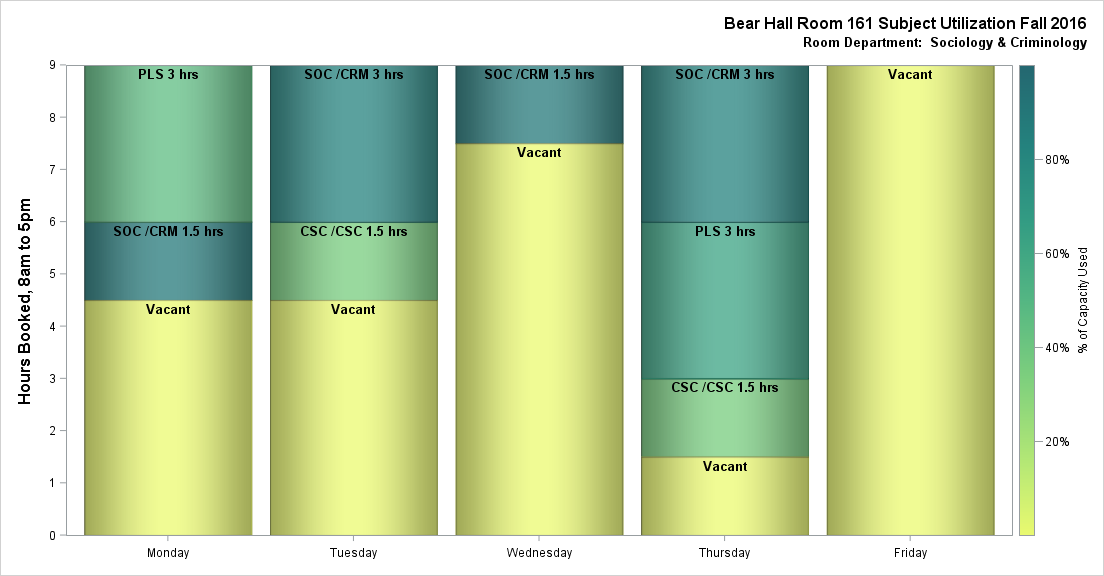 Bear Hall Room 161 Subject Utilization Fall 2016
Room Department:  Sociology & Criminology
Hours Booked, 8am to 5pm
9
8
7
6
5
4
3
2
1
0
PLS 3 hrs
SOC /CRM 1.5 hrs
Vacant
SOC /CRM 3 hrs
CSC /CSC 1.5 hrs
Vacant
SOC /CRM 1.5 hrs
Vacant
SOC /CRM 3 hrs
PLS 3 hrs
CSC /CSC 1.5 hrs
Vacant
Vacant
Monday
Tuesday
Wednesday
Thursday
Friday
80%
60%
40%
20%
% of Capacity Used